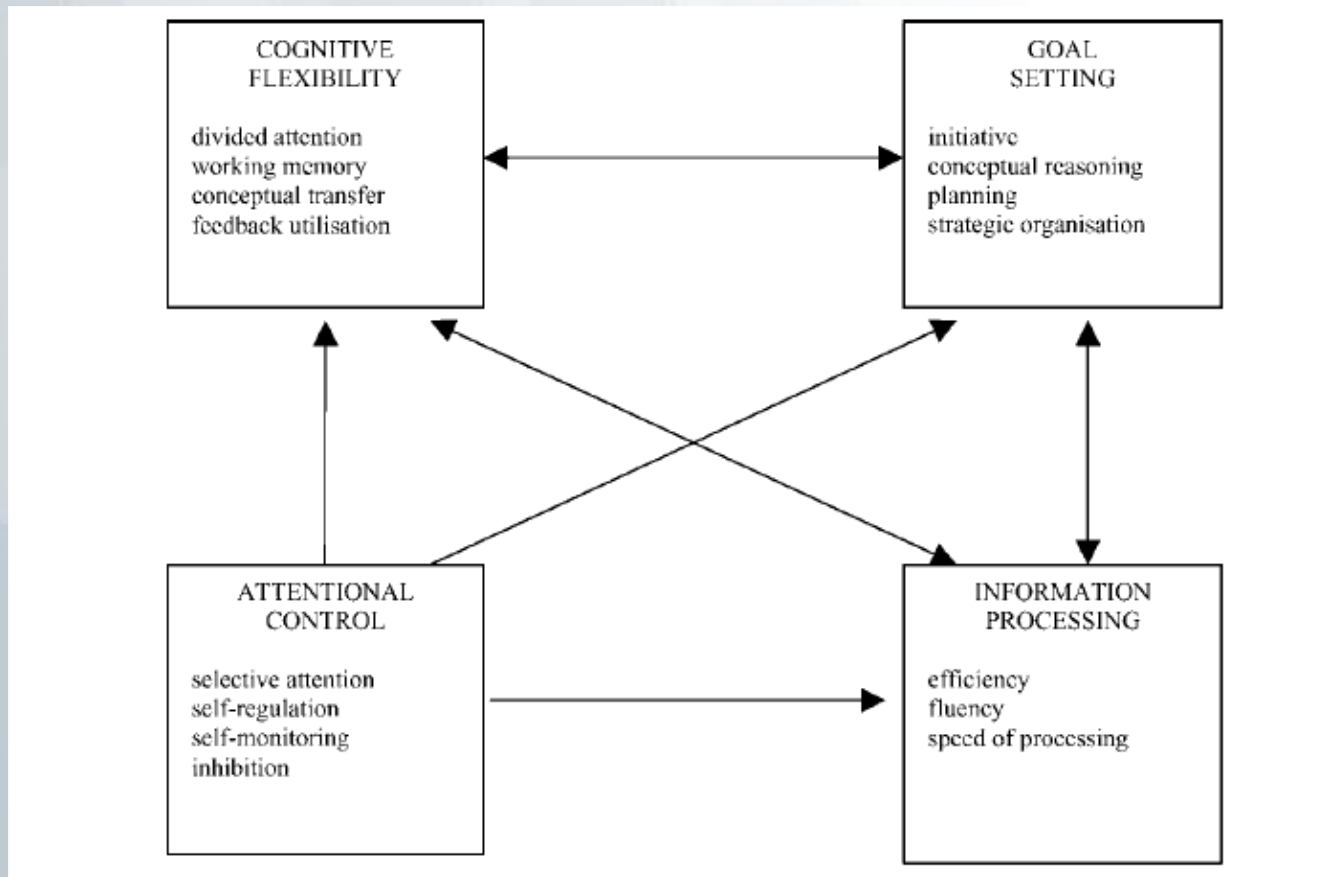 COGNITIVE
FLEXIBILITY
divided attention
working memory
conceptual transfer
feedback utilisation
GOAL
SETTING
initiative
conceptual reasoning
planning
strategic organisation
ATTENTIONAL
CONTROL
selective attention
self-regulation
self-monitoring
inhibition
INFORMATION
PROCESSING
efficiency
fluency
speed of processing